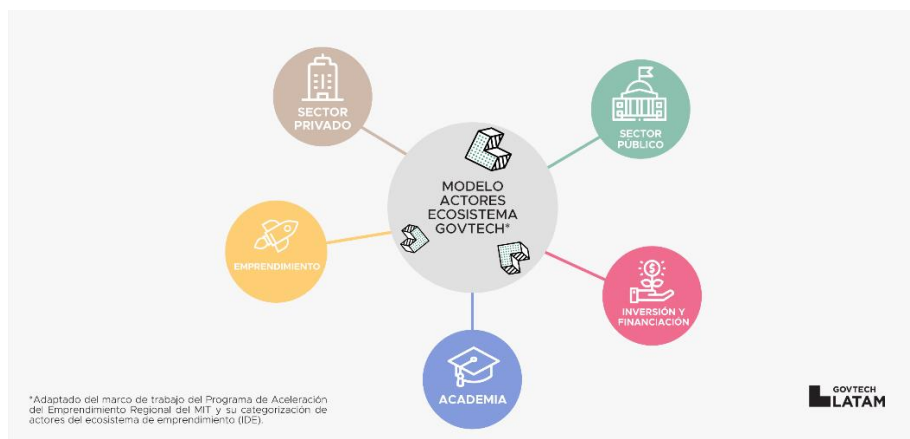 SECTOR
PRIVADO
SECTOR
PÚBLICO
MODELO
ACTORES
ECOSISTEMA
GOVTECH*
EMPRENDIMIENTO
INVERSIÓN Y
FINANCIACIÓN
ACADEMIA
*Adaptado del marco de trabajo del Programa de Aceleración
del Emprendimiento Regional del MIT y su categorización de
actores del ecosistema de emprendimiento (IDE).
GOVTECH
LATAM